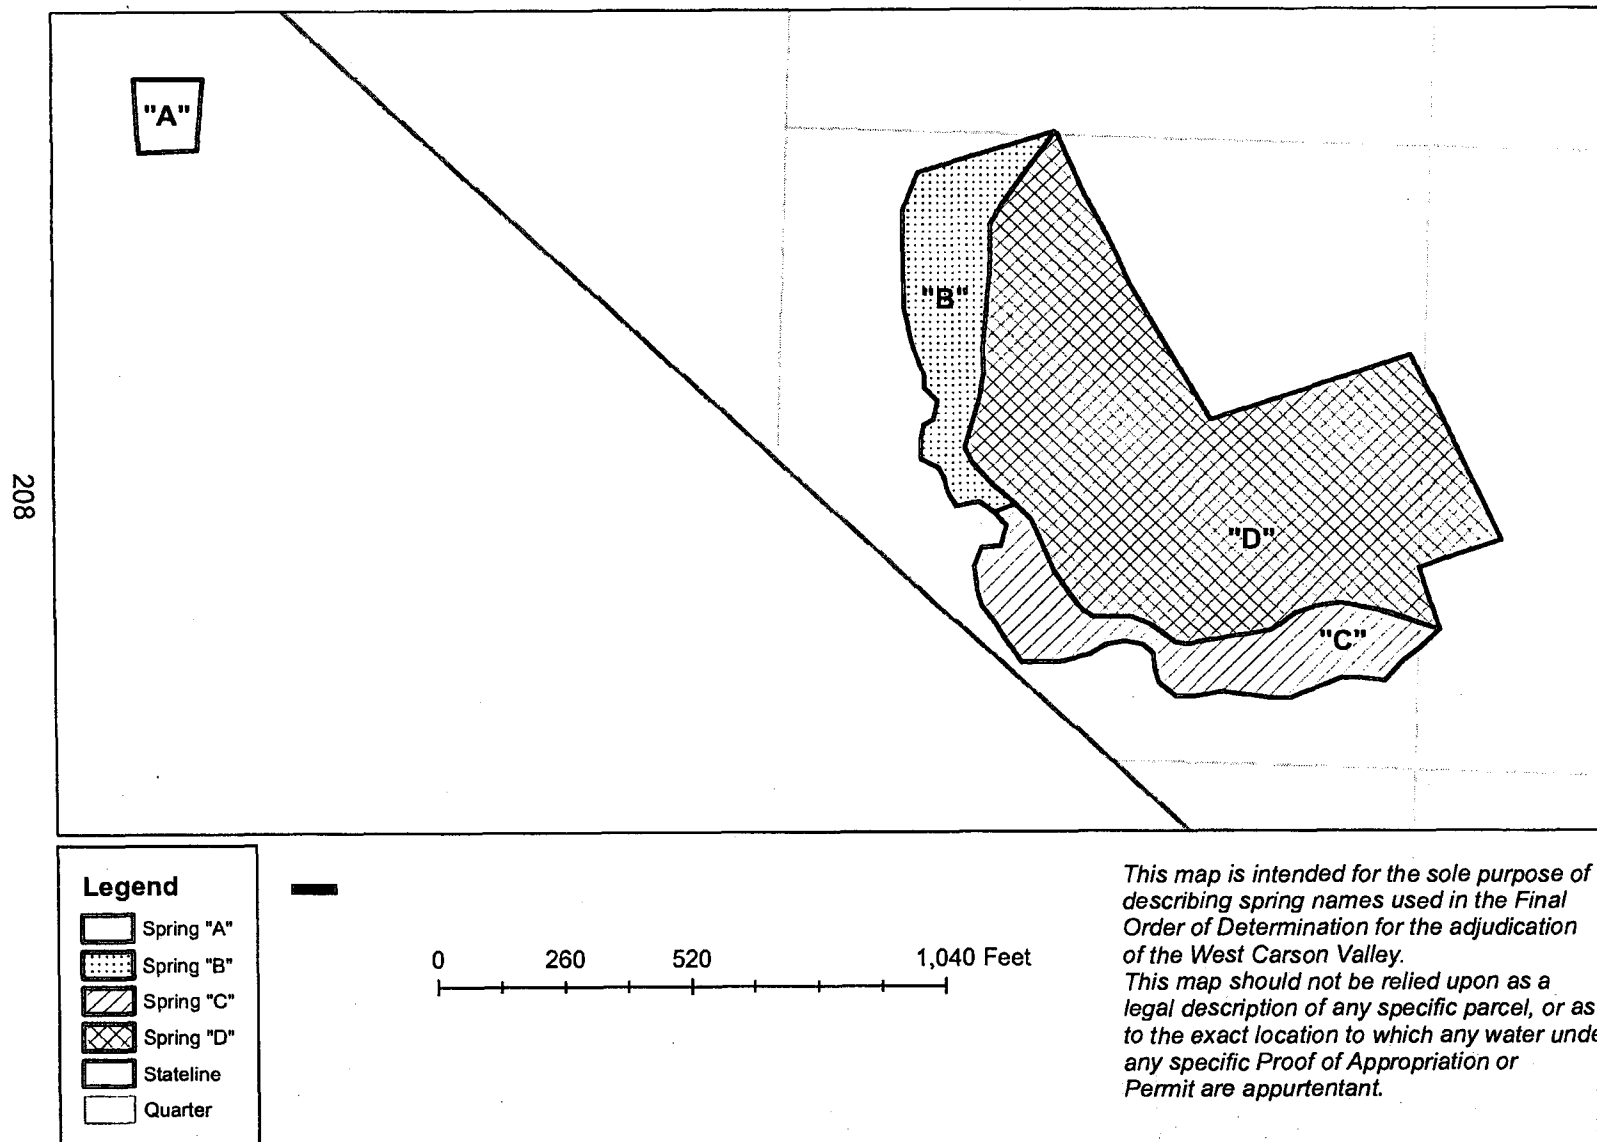 "A"
"B"
"D"
"C"
208
Legend
Spring "A"
Spring "B"
Spring "C"
Spring "D"
Stateline
Quarter
0 260 520 1,040 Feet
This map is intended for the sole purpose of
describing spring names used in the Final
Order of Determination for the adjudication
of the West Carson Valley.
This map should not be relied upon as a
legal description of any specific parcel, or as
to the exact location to which any water unde
any specific Proof of Appropriation or
Permit are appurtentant.